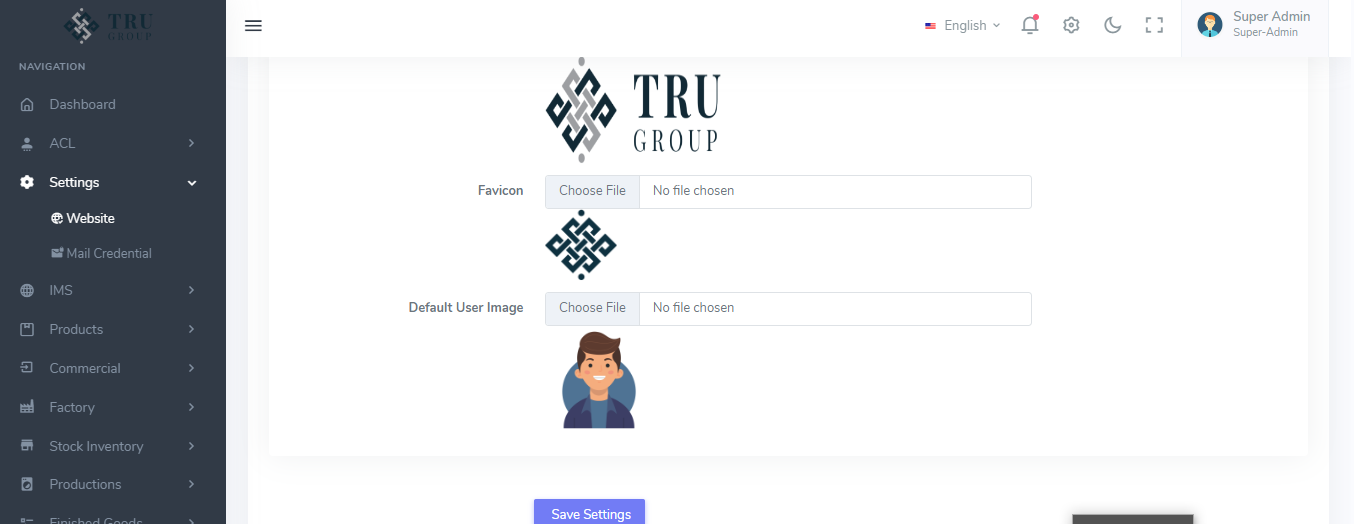 TRU
GROUP
English
Super Admin
Super-Admin
NAVIGATION
Dashboard
ACL
Settings
Website
Mail Credential
IMS
Products
Commercial
Factory
Stock Inventory
Productions
Finished Goods
TRU
GROUP
Favicon Choose File No file chosen
Default User Image Choose File No file chosen
Save Settings